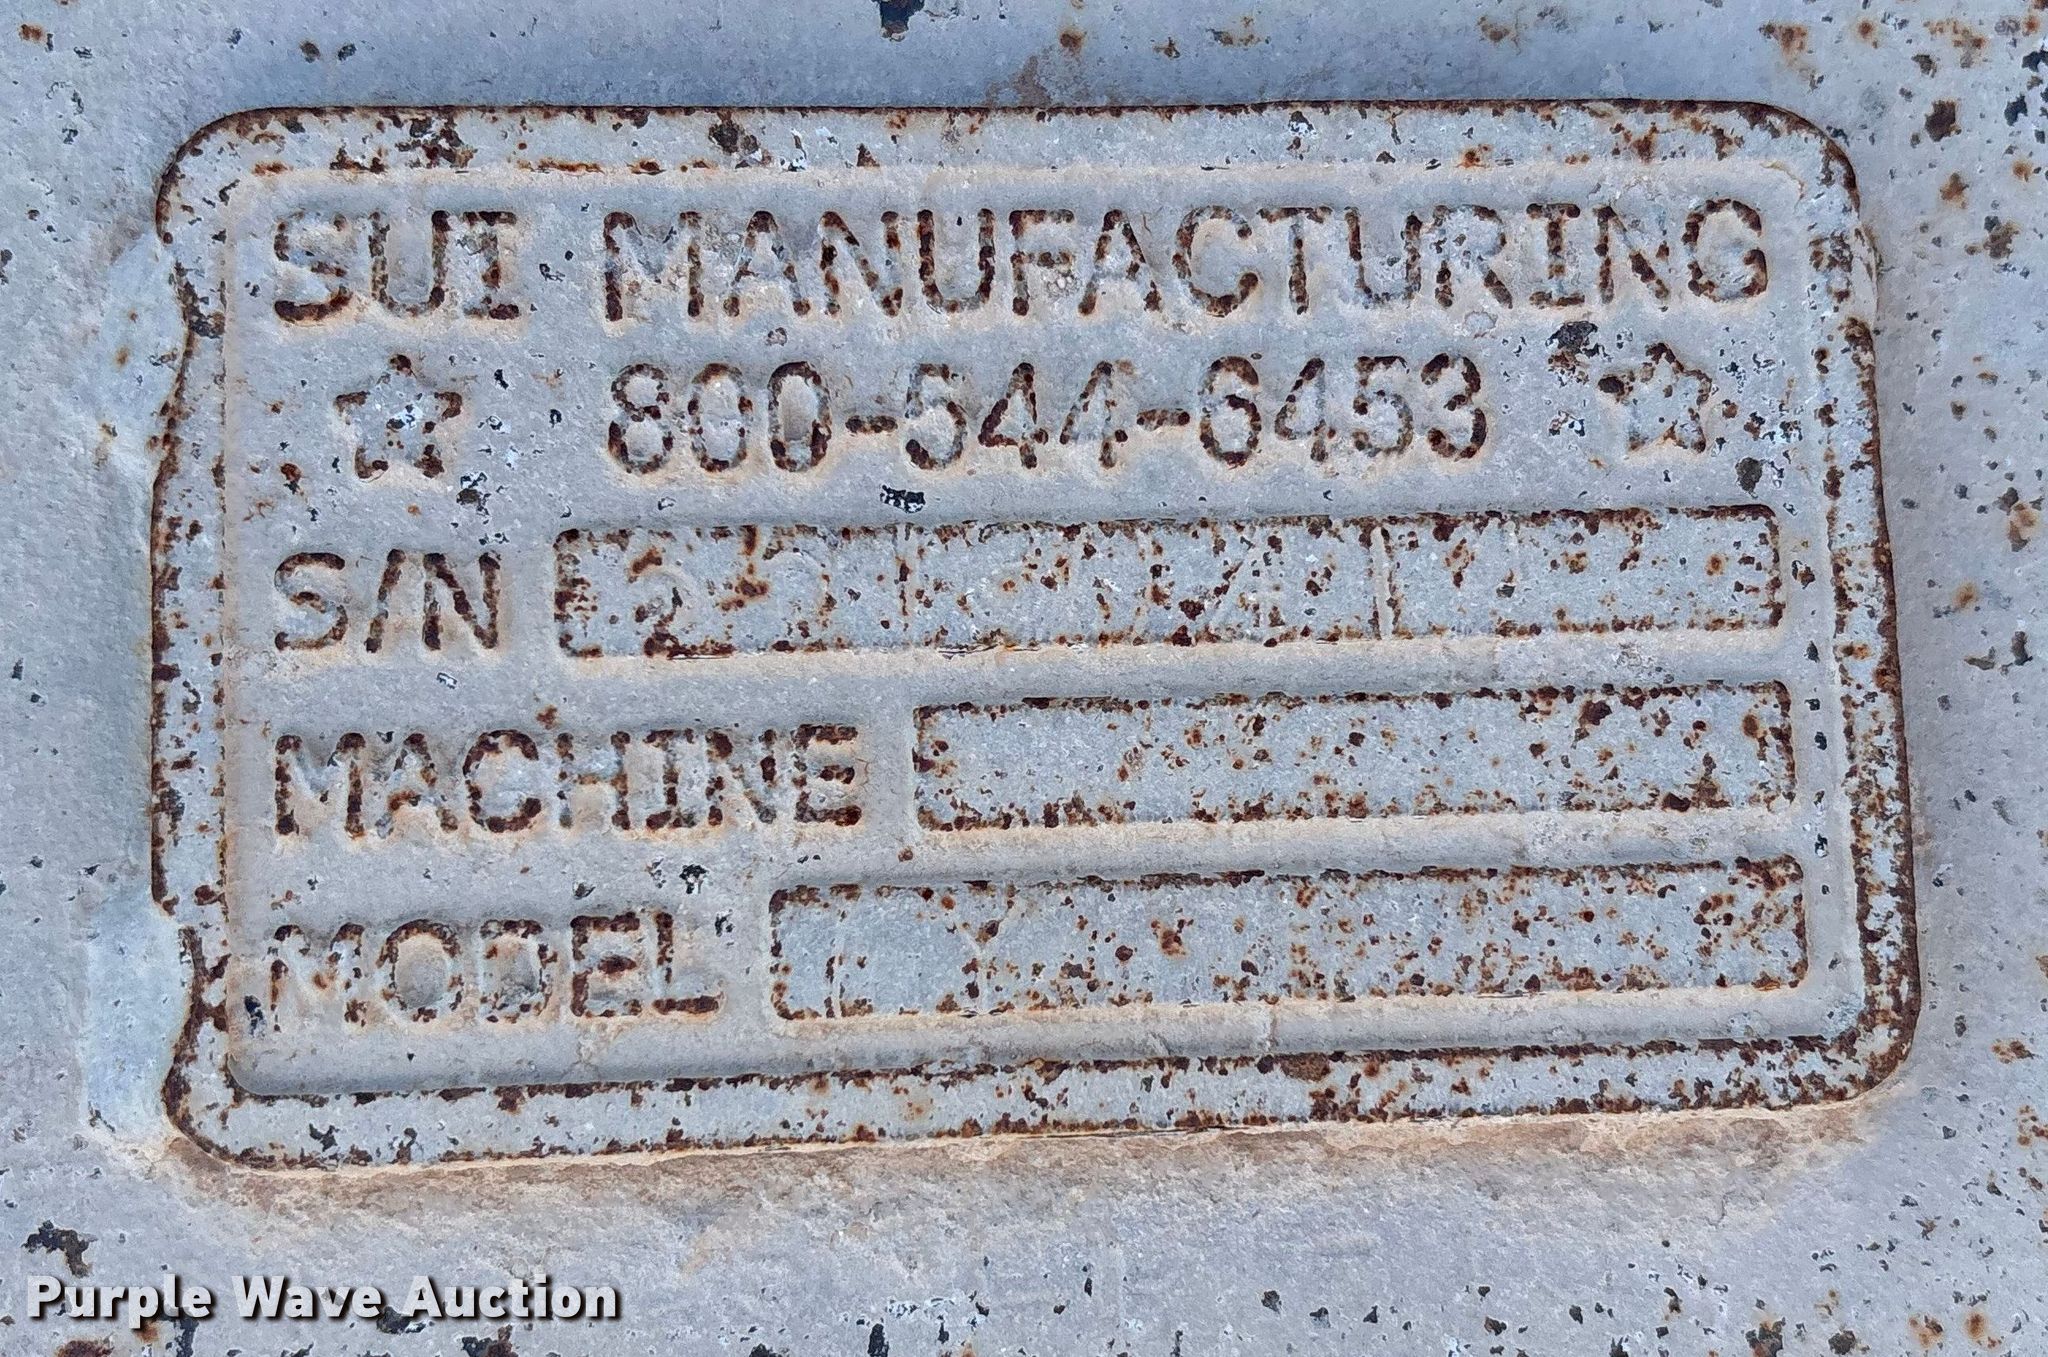 SUI MANUFACTURING
800-544-6453
S/N
MACHINE
MODEL
Purple Wave Auction